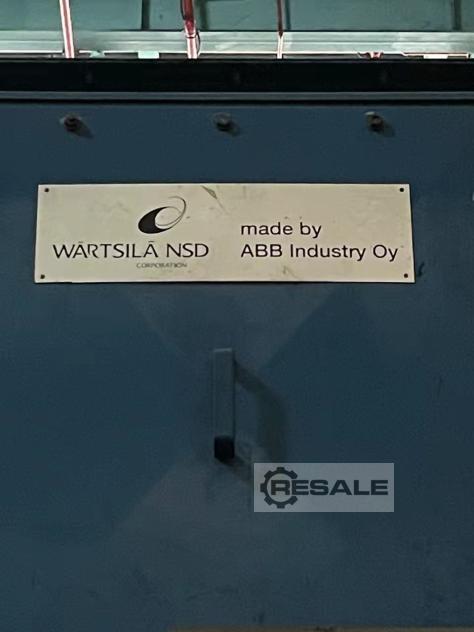 WÄRTSILÄ NSD
CORPORATION
made by
ABB Industry Oy
RESALE